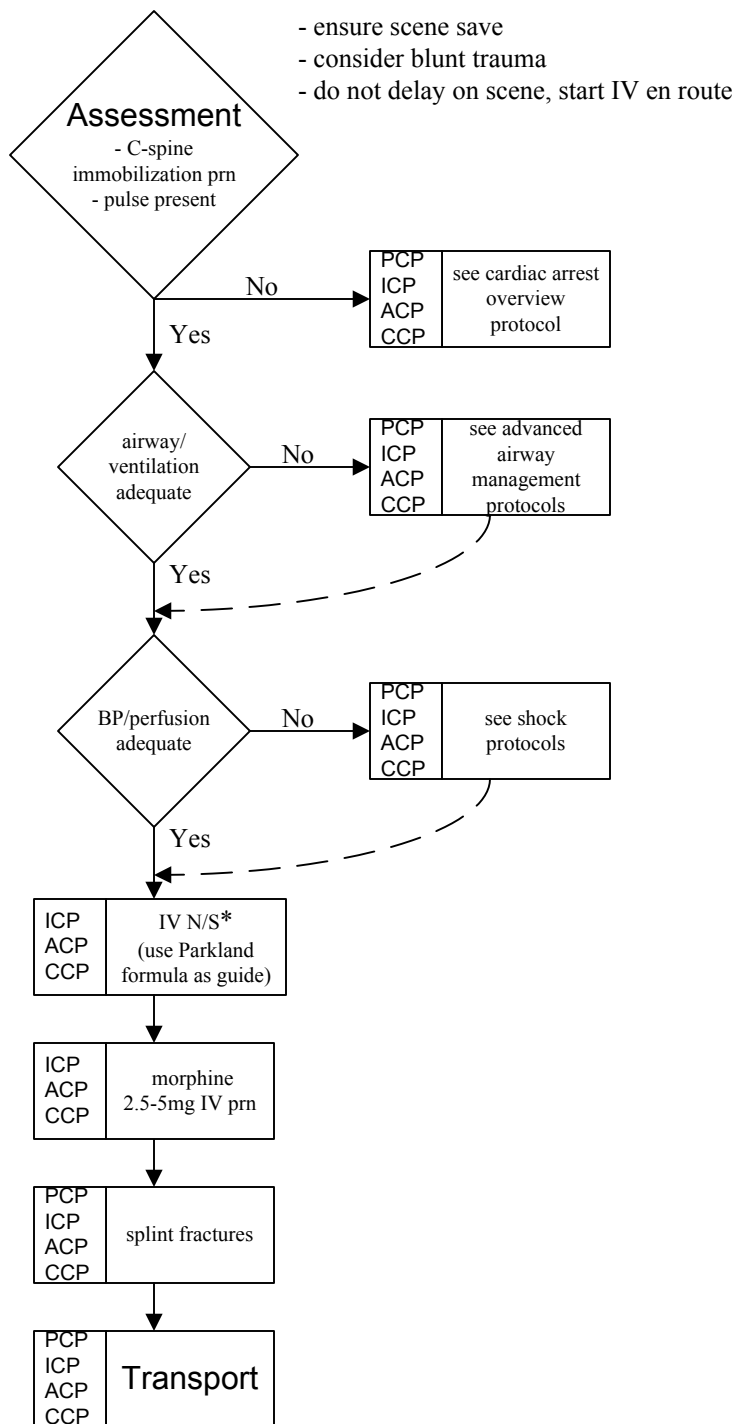 - ensure scene save
- consider blunt trauma
- do not delay on scene, start IV en route
Assessment
- C-spine
immobilization prn
- pulse present
No
PCP
ICP
ACP
CCP
see cardiac arrest
overview
protocol
Yes
airway/
ventilation
adequate
No
PCP
ICP
ACP
CCP
see advanced
airway
management
protocols
Yes
BP/perfusion
adequate
No
PCP
ICP
ACP
CCP
see shock
protocols
Yes
ICP
ACP
CCP
IV N/S*
(use Parkland
formula as guide)
ICP
ACP
CCP
morphine
2.5-5mg IV prn
PCP
ICP
ACP
CCP
splint fractures
PCP
ICP
ACP
CCP
Transport